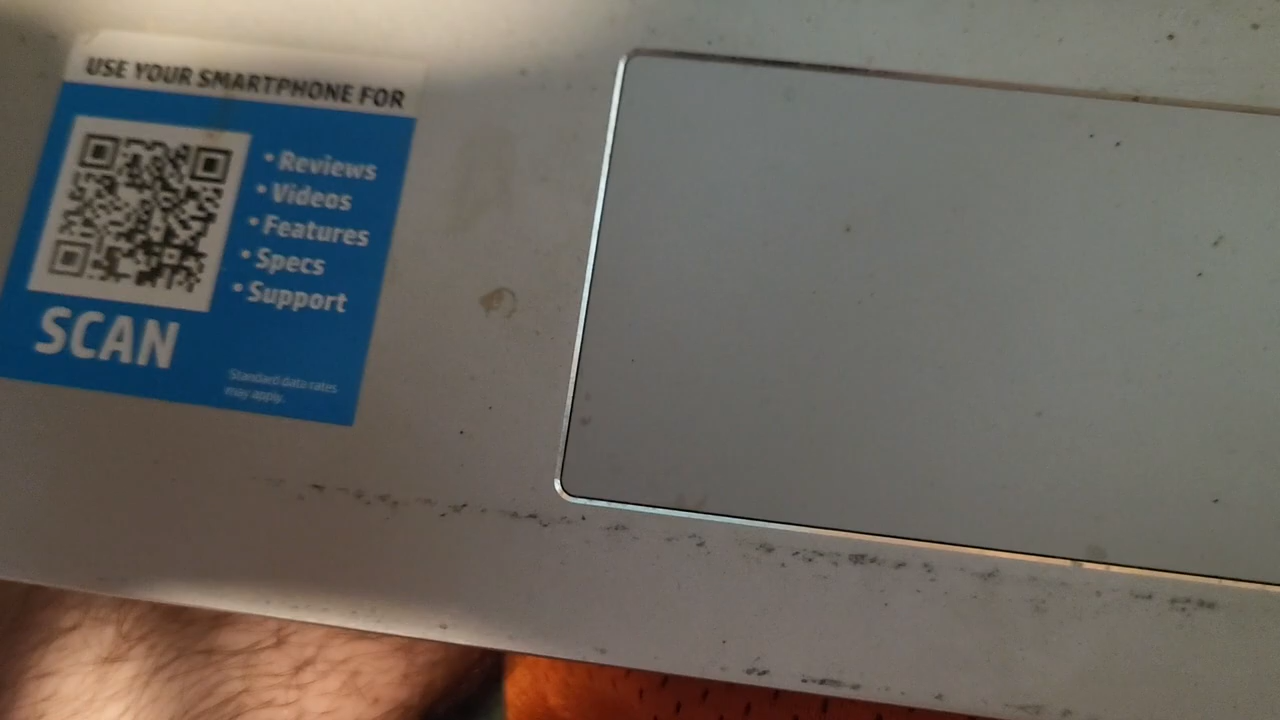 USE YOUR SMARTPHONE FOR
• Reviews
• Videos
• Features
• Specs
• Support
SCAN
Standard data rates
may apply.